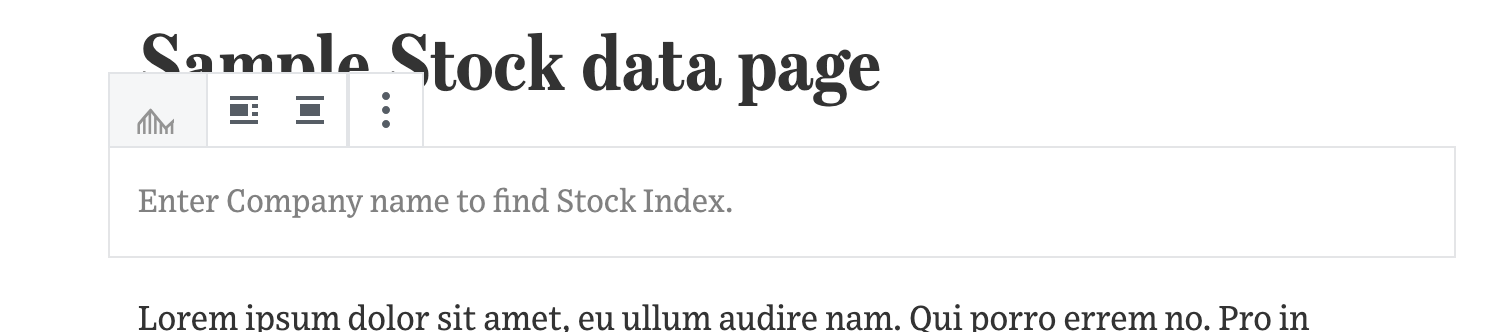 Sample Stock data page
Enter Company name to find Stock Index.
Lorem ipsum dolor sit amet, eu ullum audire nam. Qui porro errem no. Pro in